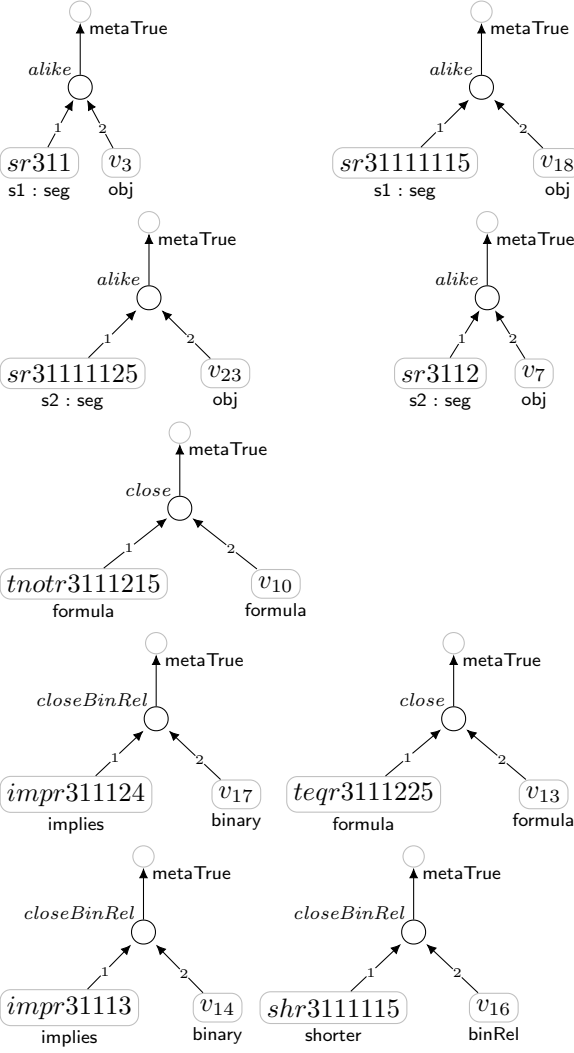 metaTrue metaTrue
alike alike
1 2 1 2
sr311 v3 sr31111115 v18
s1 : seg obj s1 : seg obj
metaTrue metaTrue
alike alike
1 2 1 2
sr31111125 v23 sr3112 v7
s2 : seg obj s2 : seg obj
metaTrue
close
1 2
tnotr3111215 v10
formula formula
metaTrue metaTrue
closeBinRel close
1 2 1 2
impr311124 v17 teqr3111225 v13
implies binary formula formula
metaTrue metaTrue
closeBinRel closeBinRel
1 2 1 2
impr31113 v14 shr3111115 v16
implies binary shorter binRel